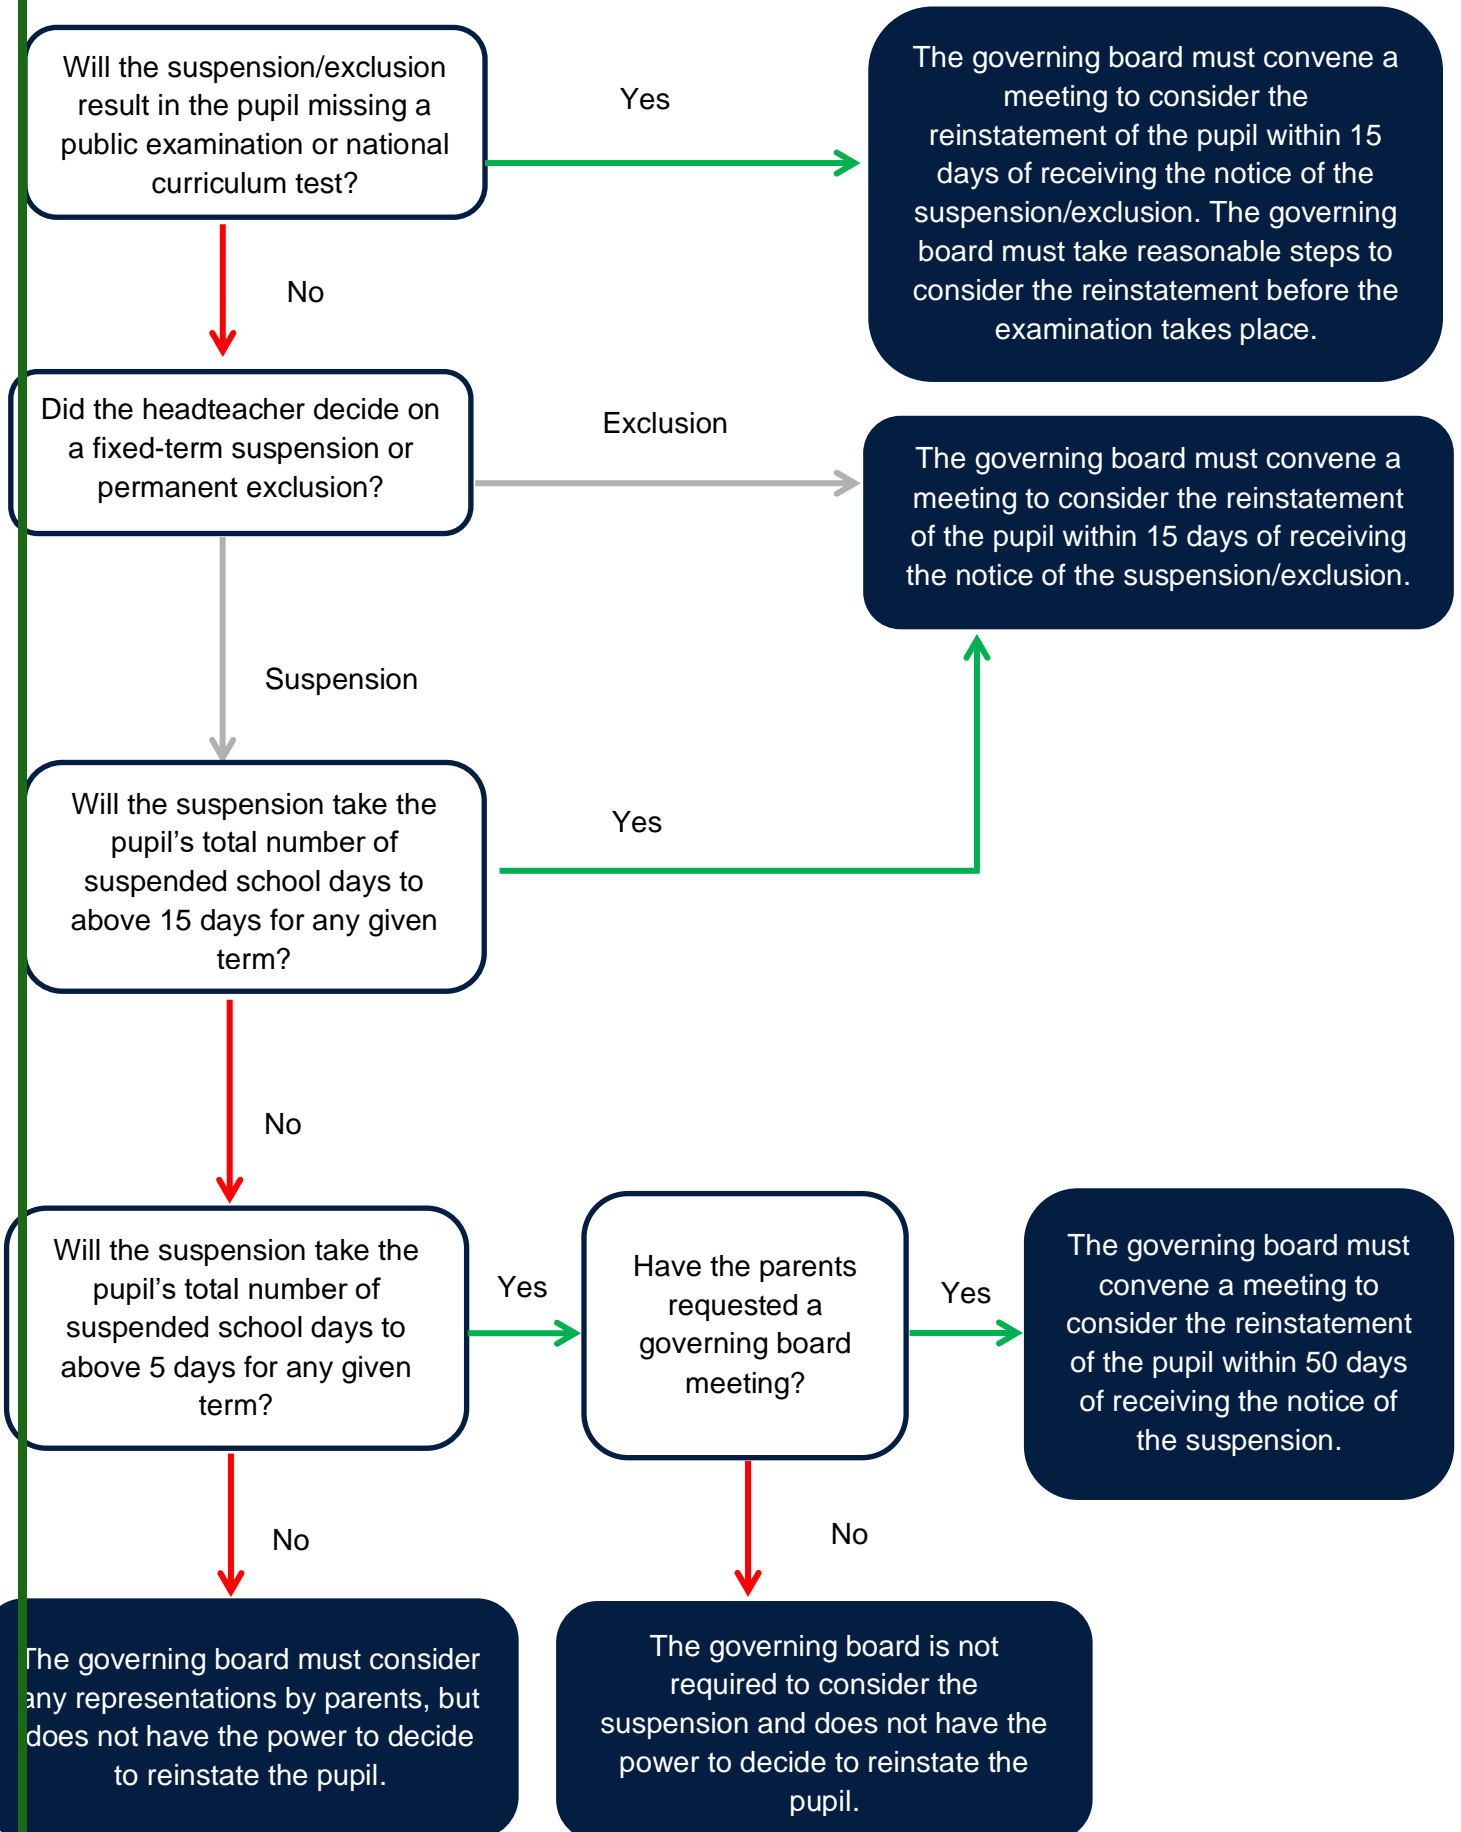 Will the suspension/exclusion
result in the pupil missing a
public examination or national
curriculum test?
Yes
The governing board must convene a
meeting to consider the
reinstatement of the pupil within 15
days of receiving the notice of the
suspension/exclusion. The governing
board must take reasonable steps to
consider the reinstatement before the
examination takes place.
No
Did the headteacher decide on
a fixed-term suspension or
permanent exclusion?
Exclusion
The governing board must convene a
meeting to consider the reinstatement
of the pupil within 15 days of receiving
the notice of the suspension/exclusion.
Suspension
Will the suspension take the
pupil’s total number of
suspended school days to
above 15 days for any given
term?
Yes
No
Will the suspension take the
pupil’s total number of
suspended school days to
above 5 days for any given
term?
Yes
Have the parents
requested a
governing board
meeting?
Yes
The governing board must
convene a meeting to
consider the reinstatement
of the pupil within 50 days
of receiving the notice of
the suspension.
No
No
The governing board must consider
any representations by parents, but
does not have the power to decide
to reinstate the pupil.
The governing board is not
required to consider the
suspension and does not have the
power to decide to reinstate the
pupil.